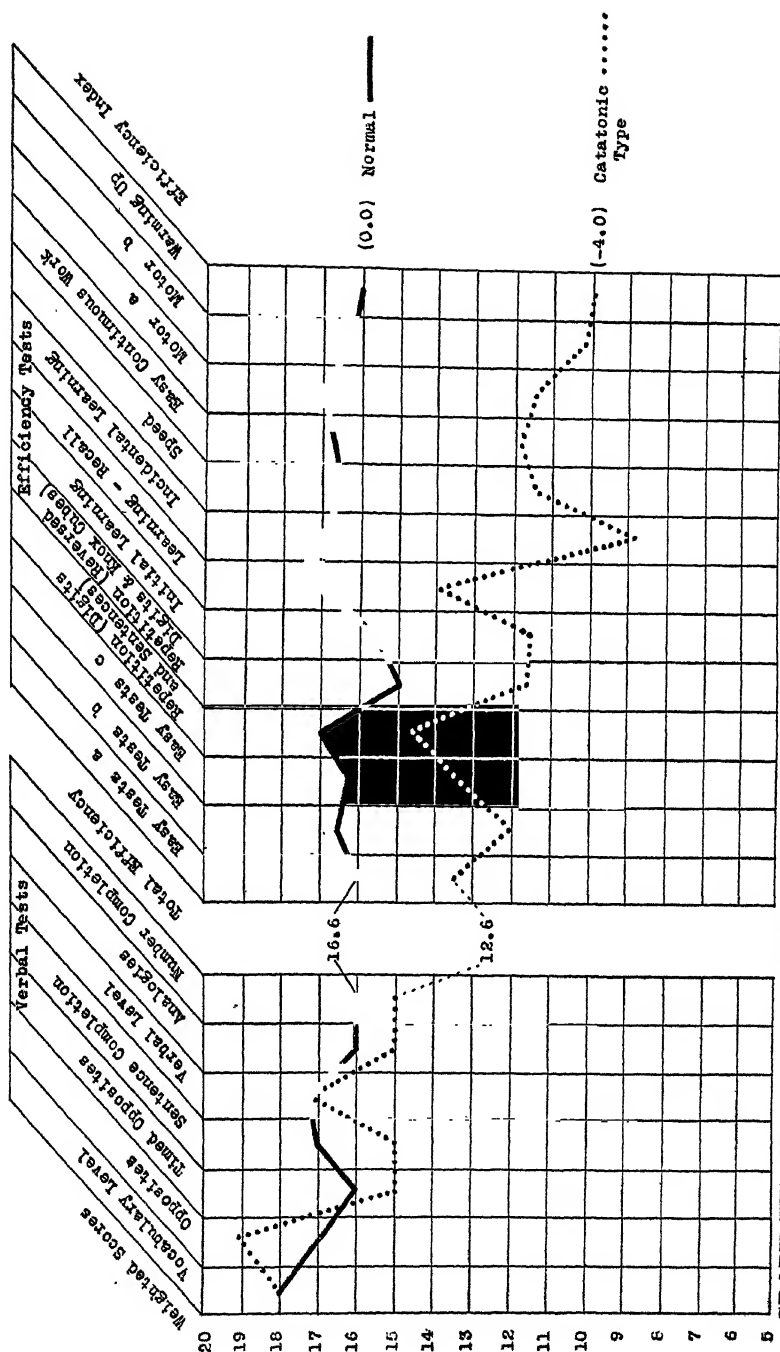 Verbal Tests
Efficiency Tests
Weighted Scores
Vocabulary Level
Opposites
Timed Opposites
Sentence Completion
Verbal Level
Analogies
Number Completion
Total Efficiency
Easy Tests a
Easy Tests b
Easy Tests c
Repetition (Digits
and Sentences)
Repetition (Reversed
Digits & Knox Cubes)
Initial Learning
Learning - Recall
Incidental Learning
Speed
Easy Continuous Work
Motor a
Motor b
Warming Up
Efficiency Index
20
19
18
17
16
15
14
13
12
11
10
9
8
7
6
5
16.6
12.6
(0.0) Normal
(-4.0) Catatonic
Type